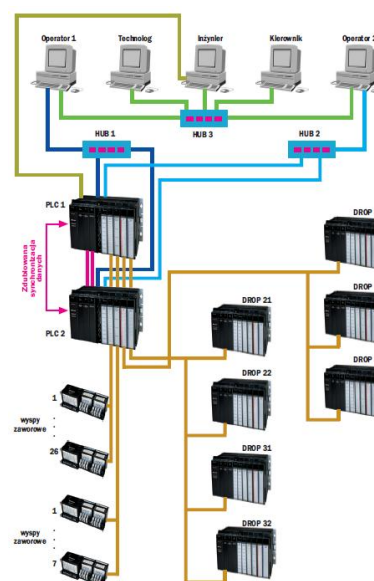 Operator 1
Technolog
Inżynier
Kierownik
Operator
HUB 1
HUB 3
HUB 2
PLC 1
DROP
Zdublowana
synchronizacja
danych
DROP
PLC 2
DROP 21
DROP
DROP 22
1
wyspy
zaworowe
26
DROP 31
1
wyspy
zaworowe
DROP 32
7